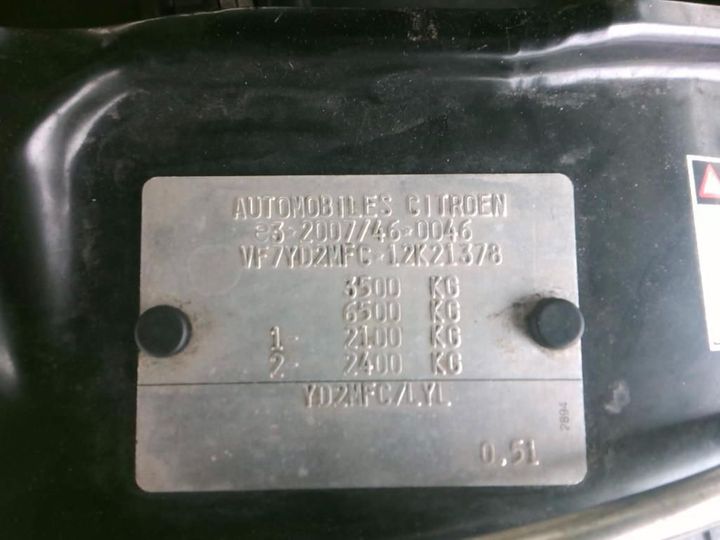 AUTOMOBILES CITROEN
e3*2007/46*0046
VF7YD2MFC 12K21378
3500 KG
6500 KG
1- 2100 KG
2- 2400 KG
YD2MFC/LYL
2894
0.51